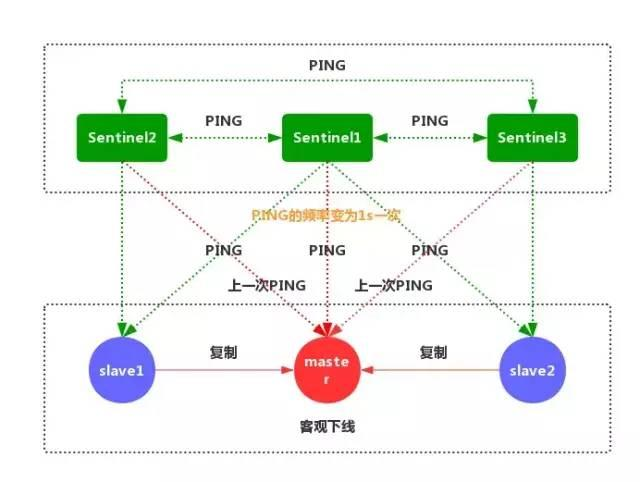 PING
PING
PING
Sentinel2
Sentinel1
Sentinel3
PING的频率变为1s一次
PING
PING
PING
上一次PING
上一次PING
复制
复制
slave1
maste
r
slave2
客观下线